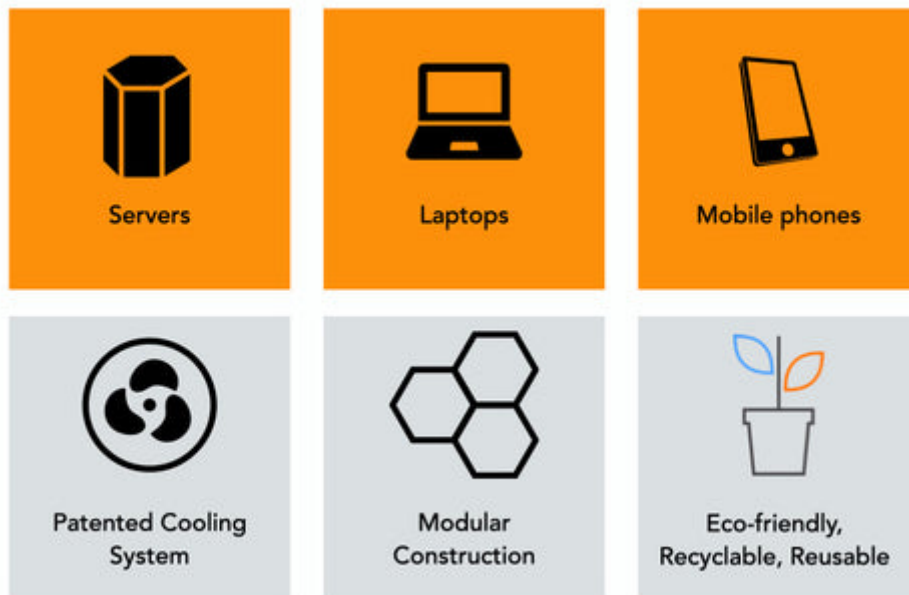 Servers
Laptops
Mobile phones
Patented Cooling
System
Modular
Construction
Eco-friendly,
Recyclable, Reusable